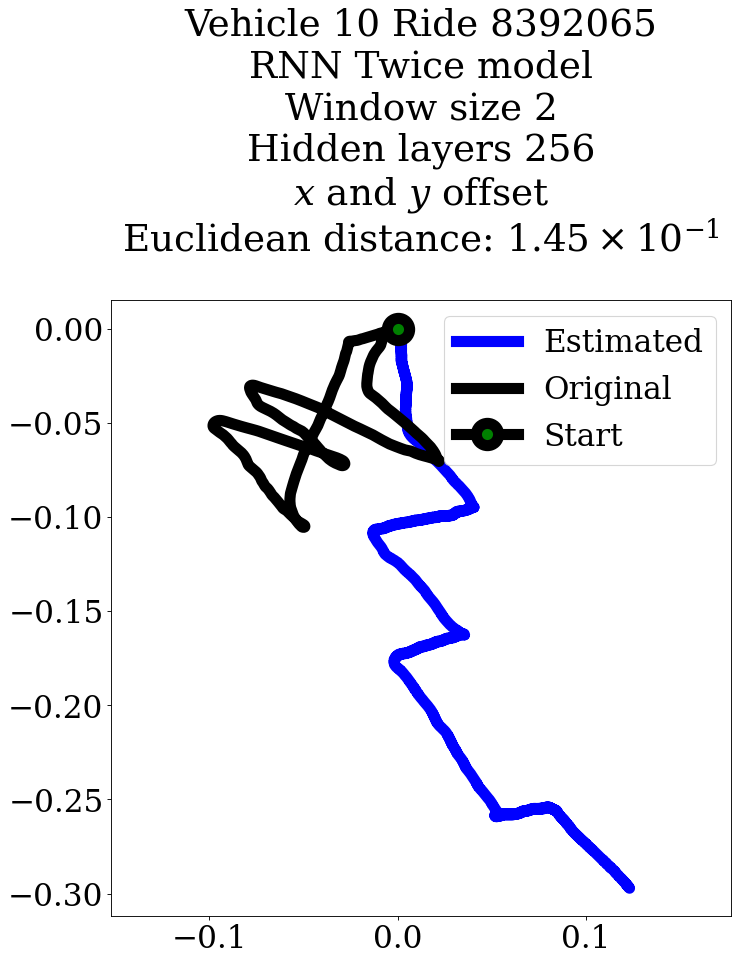 Vehicle 10 Ride 8392065
RNN Twice model
Window size 2
Hidden layers 256
x and y offset
Euclidean distance: 1.45 × 10⁻¹
Estimated
Original
Start
0.00
−0.05
−0.10
−0.15
−0.20
−0.25
−0.30
−0.1 0.0 0.1